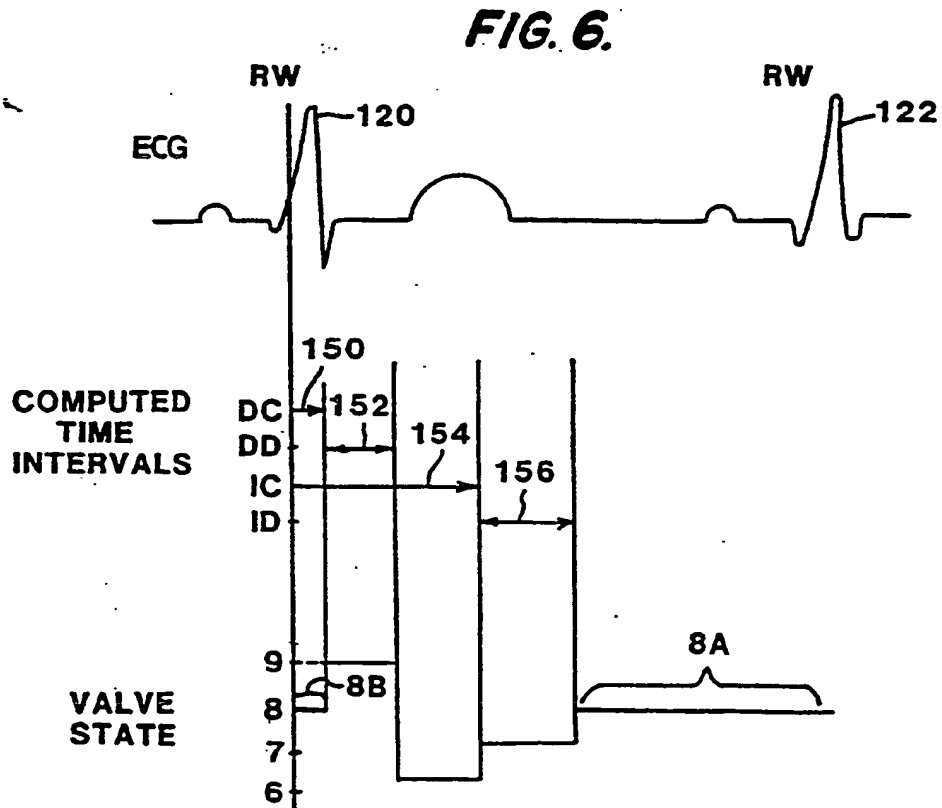 FIG. 6.
RW
RW
120
122
ECG
150
COMPUTED
TIME
INTERVALS
DC
152
DD
154
IC
156
ID
8A
9
8B
VALVE
STATE
8
7
6